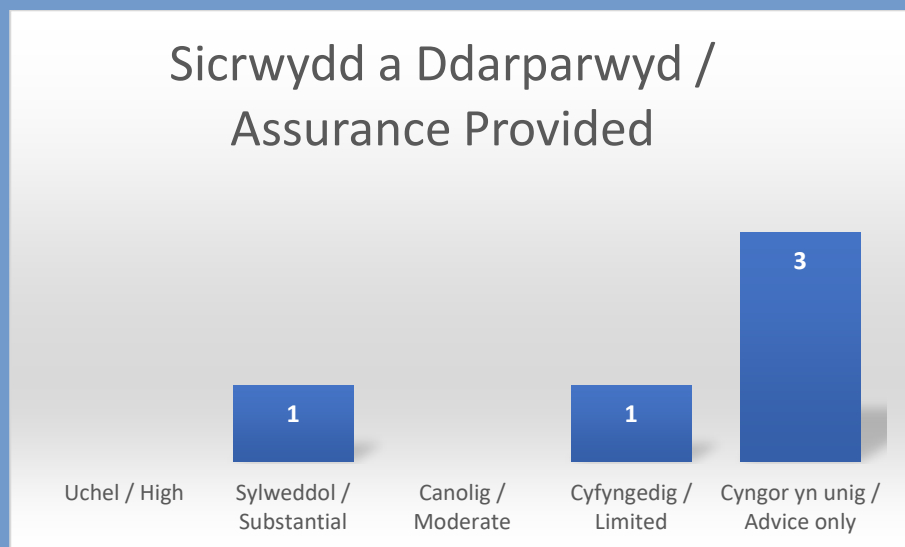 Sicrwydd a Ddarparwyd /
Assurance Provided
3
1
1
Uchel / High
Sylweddol /
Substantial
Canolig /
Moderate
Cyfyngedig /
Limited
Cyngor yn unig /
Advice only